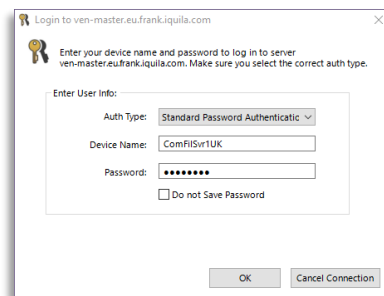 Login to ven-master.eu.frank.iquila.com
Enter your device name and password to log in to server
ven-master.eu.frank.iquila.com. Make sure you select the correct auth type.
Enter User Info:
Auth Type: Standard Password Authenticatic
Device Name: ComFilSvr1UK
Password: ••••••••
Do not Save Password
OK Cancel Connection